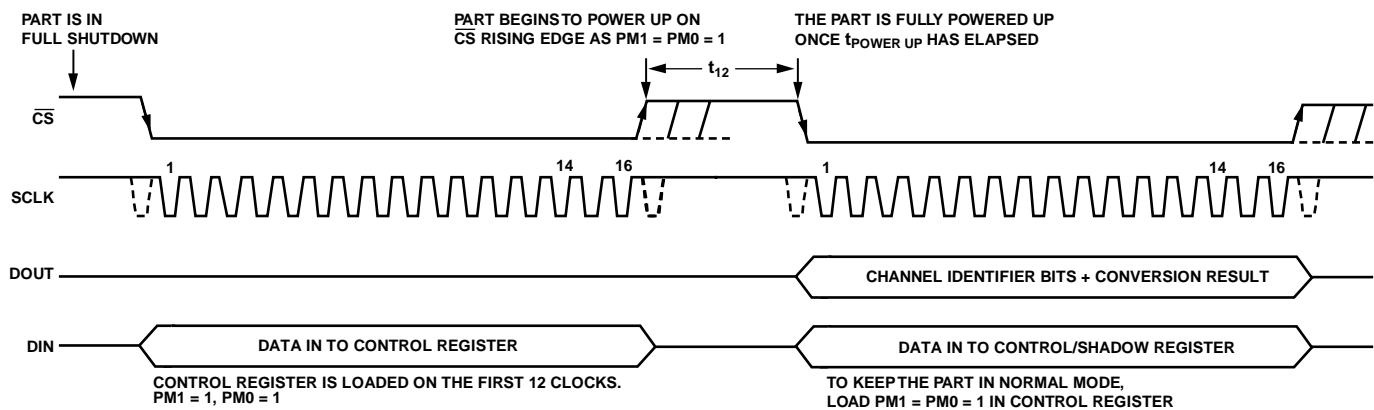 PART IS IN
FULL SHUTDOWN
PART BEGINS TO POWER UP ON
CS RISING EDGE AS PM1 = PM0 = 1
THE PART IS FULLY POWERED UP
ONCE tPOWER UP HAS ELAPSED
t12
CS
1
14
16
1
14
16
SCLK
DOUT
CHANNEL IDENTIFIER BITS + CONVERSION RESULT
DIN
DATA IN TO CONTROL REGISTER
DATA IN TO CONTROL/SHADOW REGISTER
CONTROL REGISTER IS LOADED ON THE FIRST 12 CLOCKS.
PM1 = 1, PM0 = 1
TO KEEP THE PART IN NORMAL MODE,
LOAD PM1 = PM0 = 1 IN CONTROL REGISTER